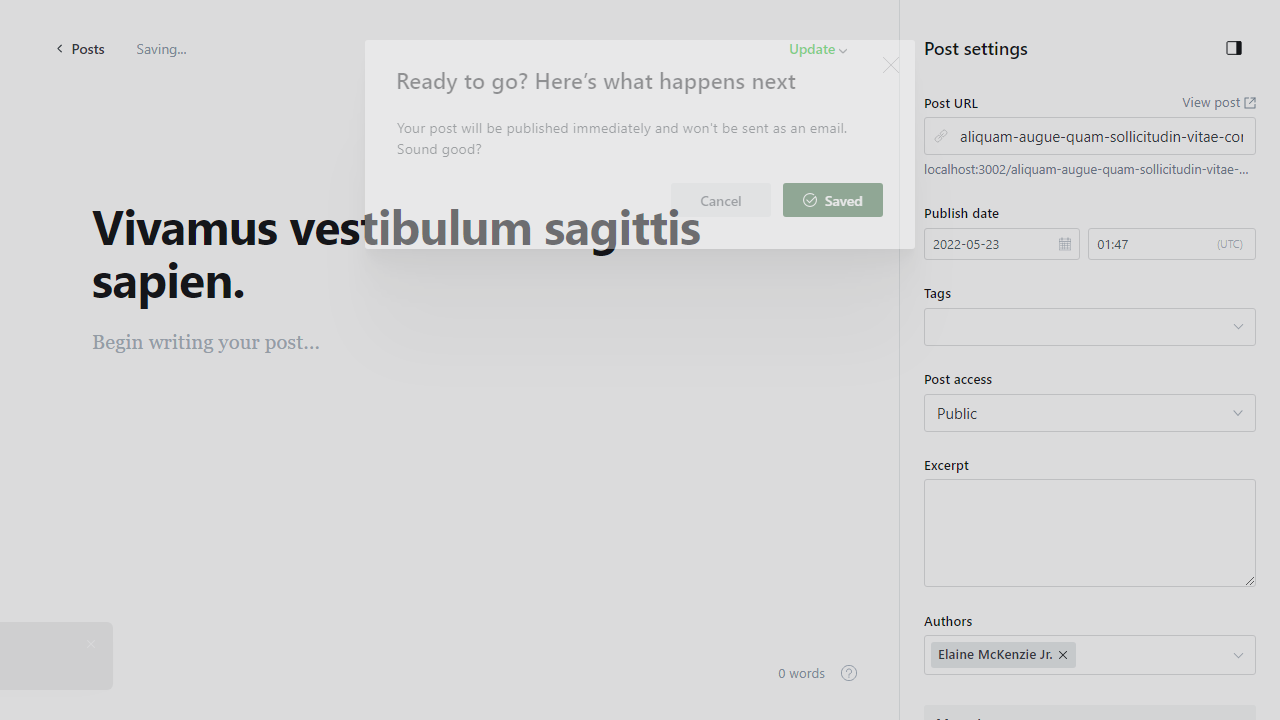 Posts
Saving...
Update
Ready to go? Here's what happens next
Your post will be published immediately and won't be sent as an email.
Sound good?
Cancel
Saved
Vivamus vestibulum sagittis
sapien.
Begin writing your post...
0 words
Post settings
Post URL
View post
aliquam-augue-quam-sollicitudin-vitae-cor
localhost:3002/aliquam-augue-quam-sollicitudin-vitae-...
Publish date
2022-05-23
01:47
(UTC)
Tags
Post access
Public
Excerpt
Authors
Elaine McKenzie Jr.